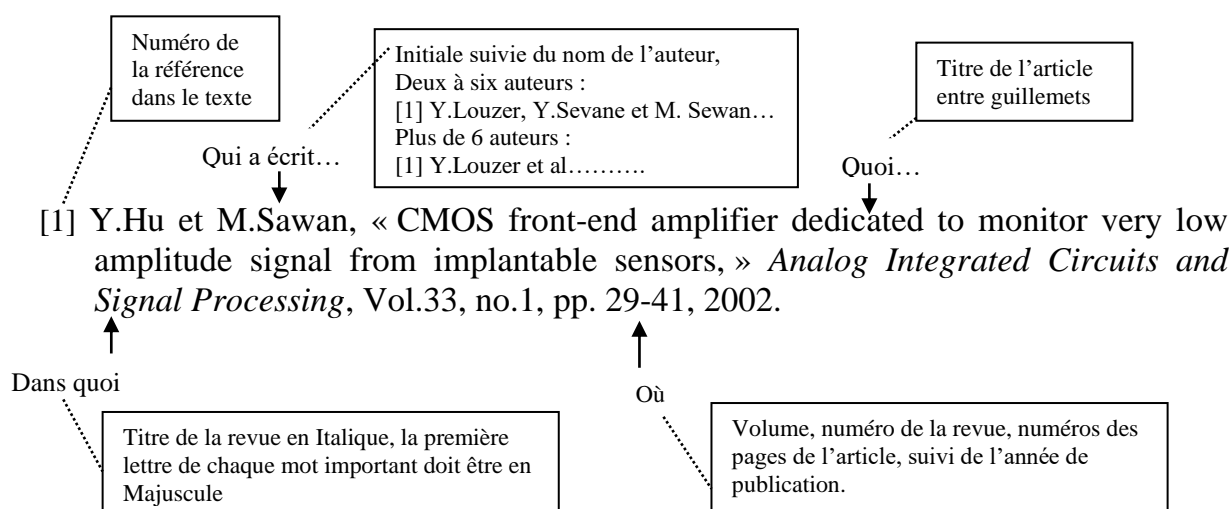 Numéro de
la référence
dans le texte
Initiale suivie du nom de l’auteur,
Deux à six auteurs :
[1] Y.Louzer, Y.Sevane et M. Sewan…
Plus de 6 auteurs :
[1] Y.Louzer et al……….
Titre de l’article
entre guillemets
Qui a écrit…
Quoi…
[1] Y.Hu et M.Sawan, « CMOS front-end amplifier dedicated to monitor very low
amplitude signal from implantable sensors, » Analog Integrated Circuits and
Signal Processing, Vol.33, no.1, pp. 29-41, 2002.
Dans quoi
Où
Titre de la revue en Italique, la première
lettre de chaque mot important doit être en
Majuscule
Volume, numéro de la revue, numéros des
pages de l’article, suivi de l’année de
publication.